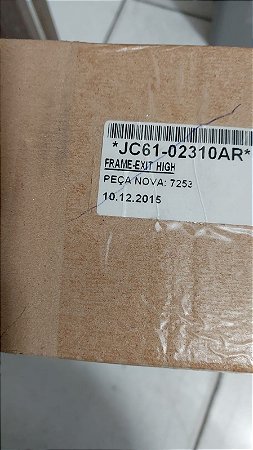 *JC61-02310AR*
FRAME-EXIT HIGH
PEÇA NOVA: 7253
10.12.2015